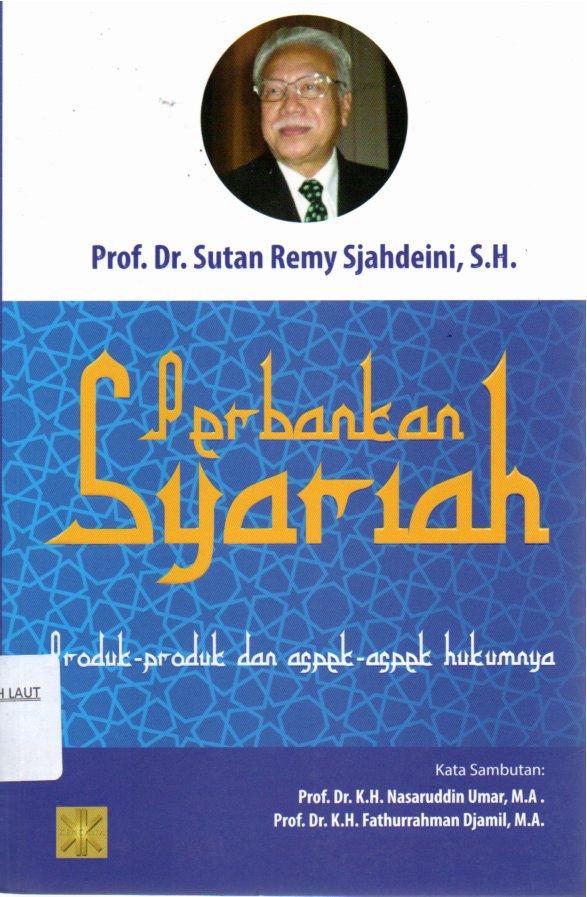 Prof. Dr. Sutan Remy Sjahdeini, S.H.
Perbankan
Syariah
Produk-produk dan aspek-aspek hukumnya
H LAUT
Kata Sambutan:
Prof. Dr. K.H. Nasaruddin Umar, M.A .
Prof. Dr. K.H. Fathurrahman Djamil, M.A.